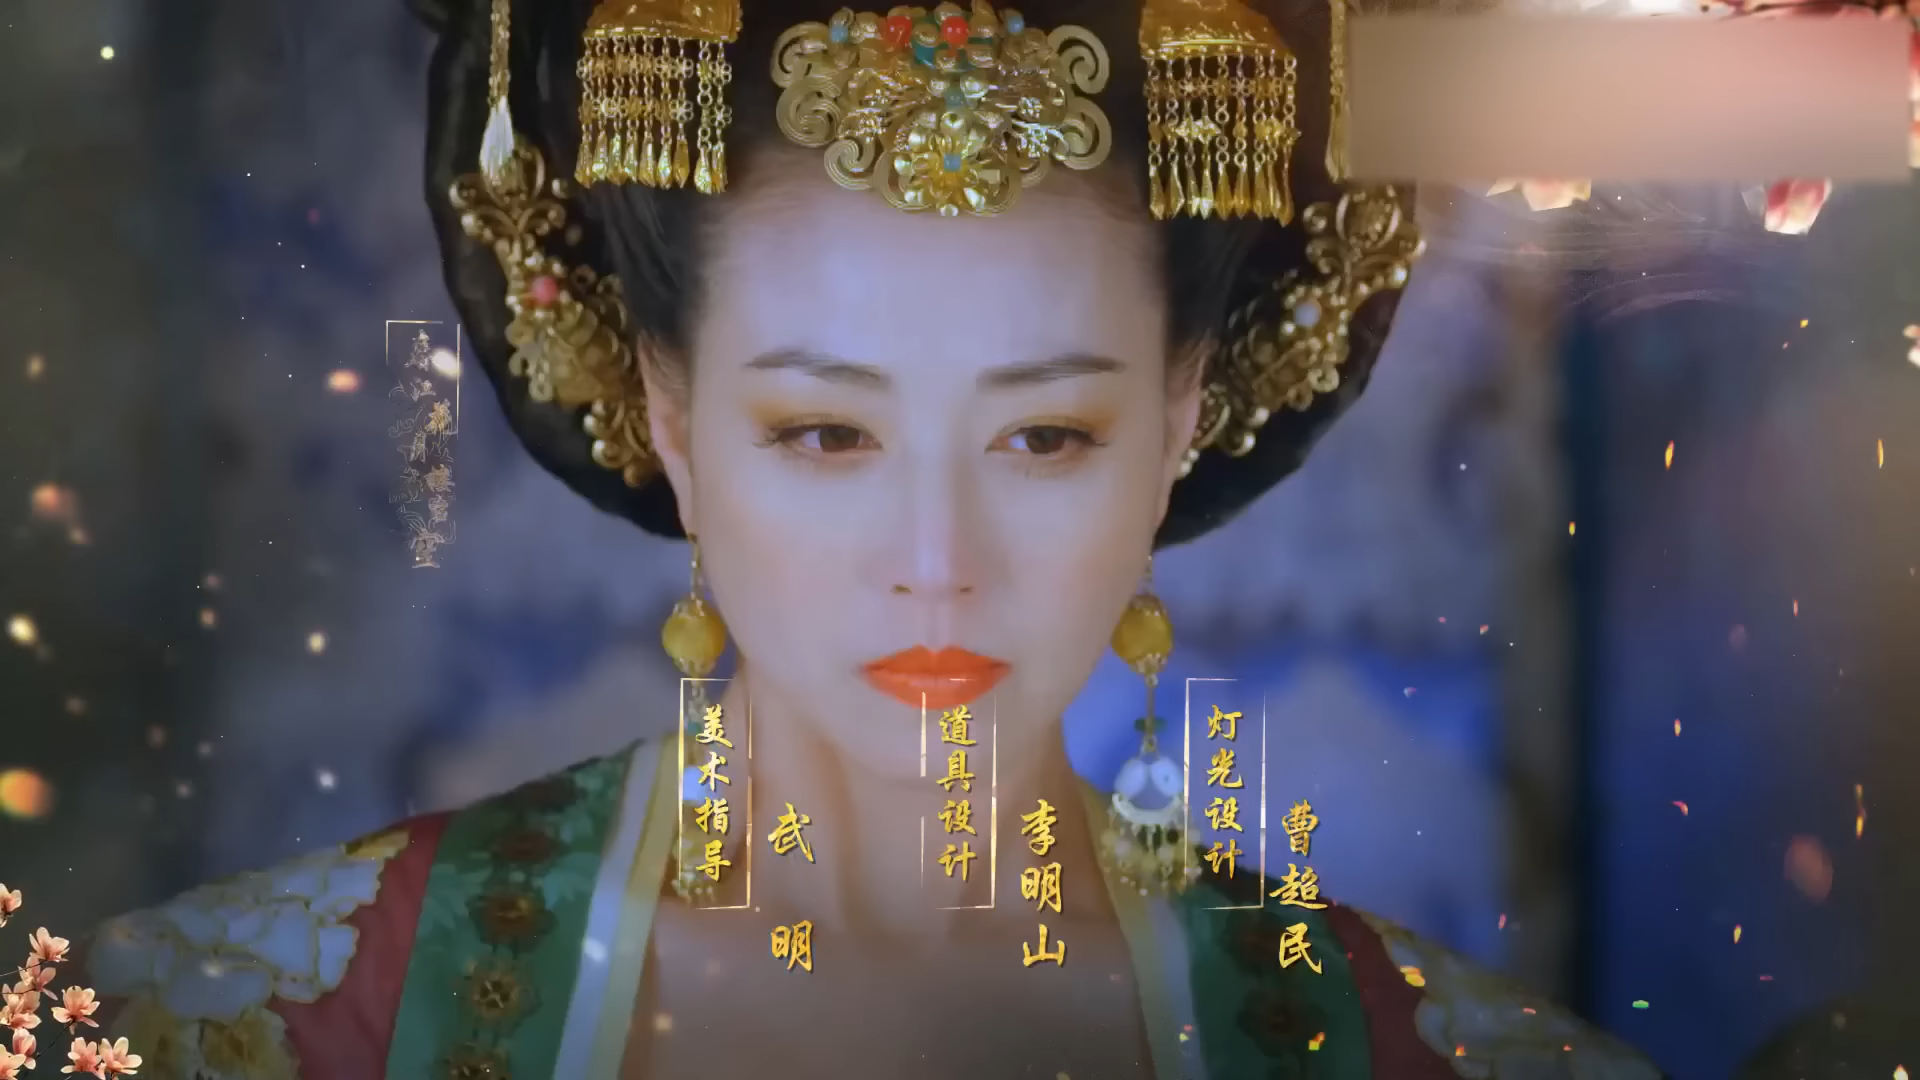 美术指导
武明
道具设计
李明山
灯光设计
曹超民